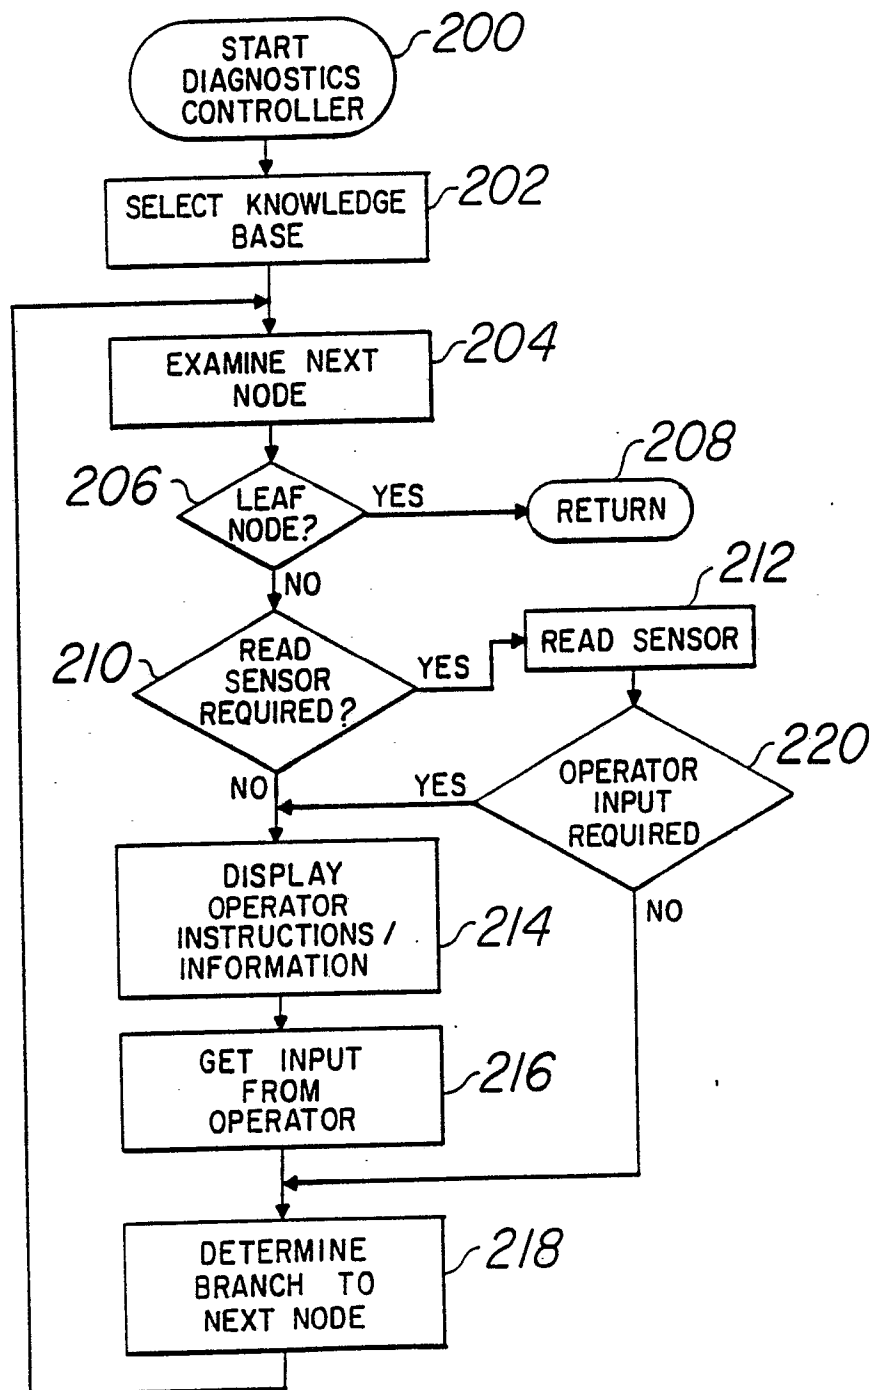 START
DIAGNOSTICS
CONTROLLER
200
SELECT KNOWLEDGE
BASE
202
EXAMINE NEXT
NODE
204
206
LEAF
NODE?
YES
208
RETURN
NO
210
READ
SENSOR
REQUIRED?
YES
212
READ SENSOR
NO
YES
OPERATOR
INPUT
REQUIRED
220
NO
DISPLAY
OPERATOR
INSTRUCTIONS/
INFORMATION
214
GET INPUT
FROM
OPERATOR
216
DETERMINE
BRANCH TO
NEXT NODE
218